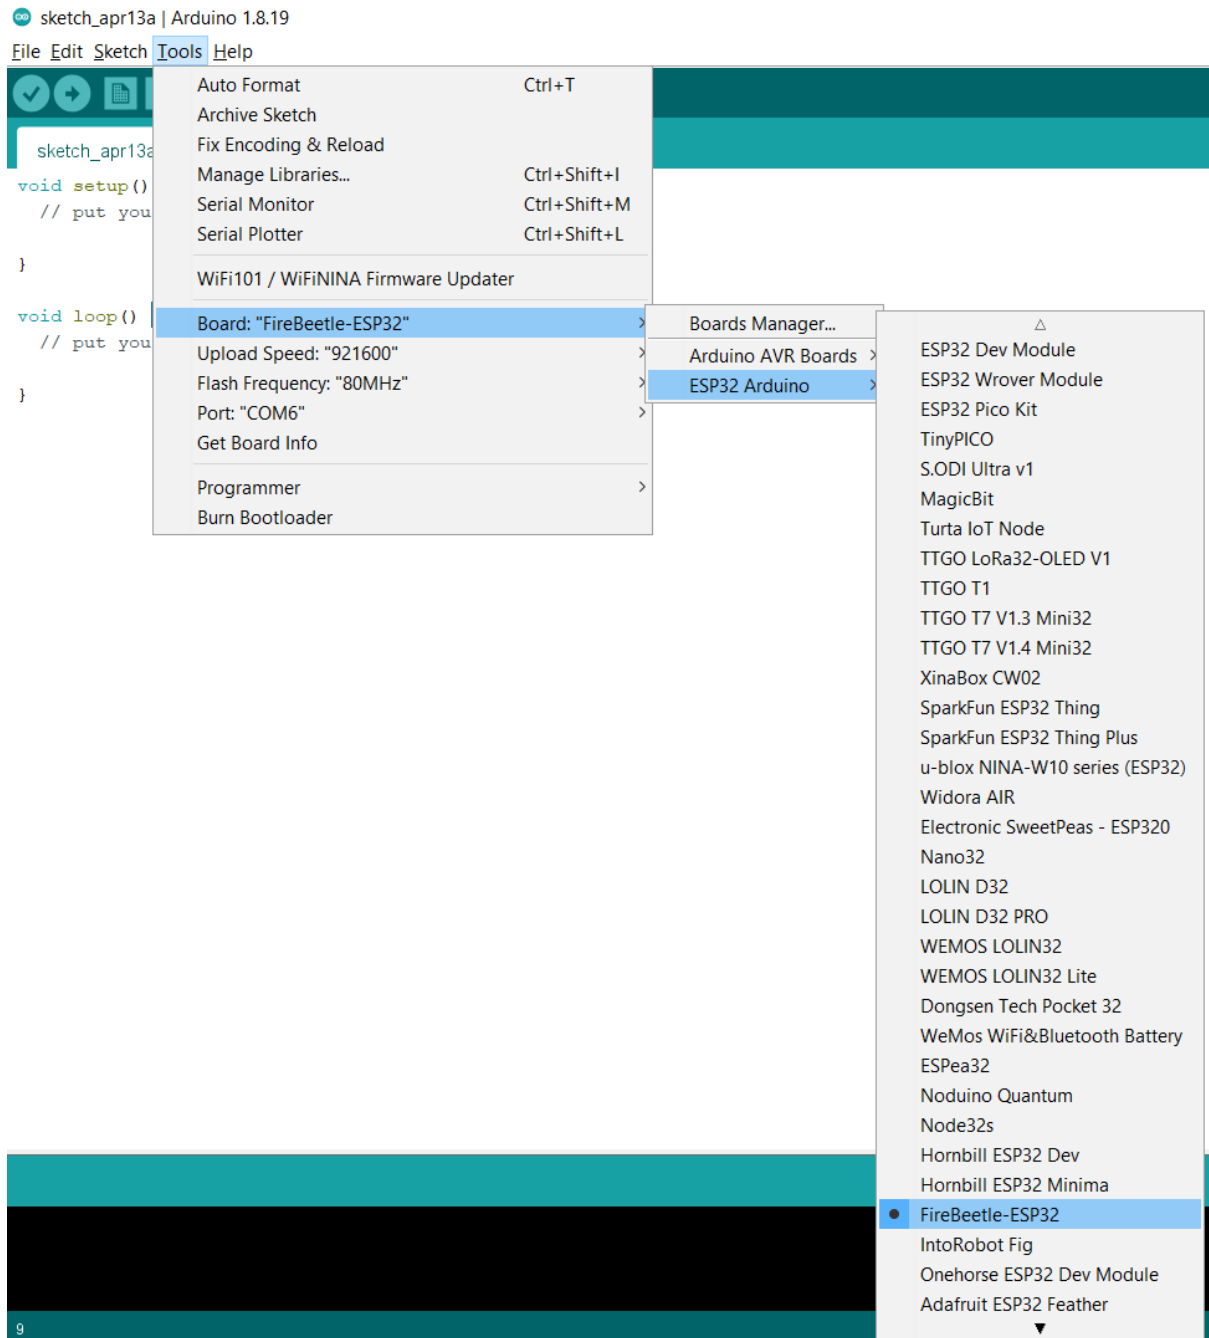 sketch_apr13a | Arduino 1.8.19
File Edit Sketch Tools Help
sketch_apr13a
void setup()
// put you
}
void loop()
// put you
}
Auto Format Ctrl+T
Archive Sketch
Fix Encoding & Reload
Manage Libraries... Ctrl+Shift+I
Serial Monitor Ctrl+Shift+M
Serial Plotter Ctrl+Shift+L
WiFi101 / WiFiNINA Firmware Updater
Board: "FireBeetle-ESP32"
Upload Speed: "921600"
Flash Frequency: "80MHz"
Port: "COM6"
Get Board Info
Programmer
Burn Bootloader
Boards Manager...
Arduino AVR Boards
ESP32 Arduino
ESP32 Dev Module
ESP32 Wrover Module
ESP32 Pico Kit
TinyPICO
S.ODI Ultra v1
MagicBit
Turta IoT Node
TTGO LoRa32-OLED V1
TTGO T1
TTGO T7 V1.3 Mini32
TTGO T7 V1.4 Mini32
XinaBox CW02
SparkFun ESP32 Thing
SparkFun ESP32 Thing Plus
u-blox NINA-W10 series (ESP32)
Widora AIR
Electronic SweetPeas - ESP320
Nano32
LOLIN D32
LOLIN D32 PRO
WEMOS LOLIN32
WEMOS LOLIN32 Lite
Dongsen Tech Pocket 32
WeMos WiFi&Bluetooth Battery
ESPea32
Noduino Quantum
Node32s
Hornbill ESP32 Dev
Hornbill ESP32 Minima
FireBeetle-ESP32
IntoRobot Fig
Onehorse ESP32 Dev Module
Adafruit ESP32 Feather
9